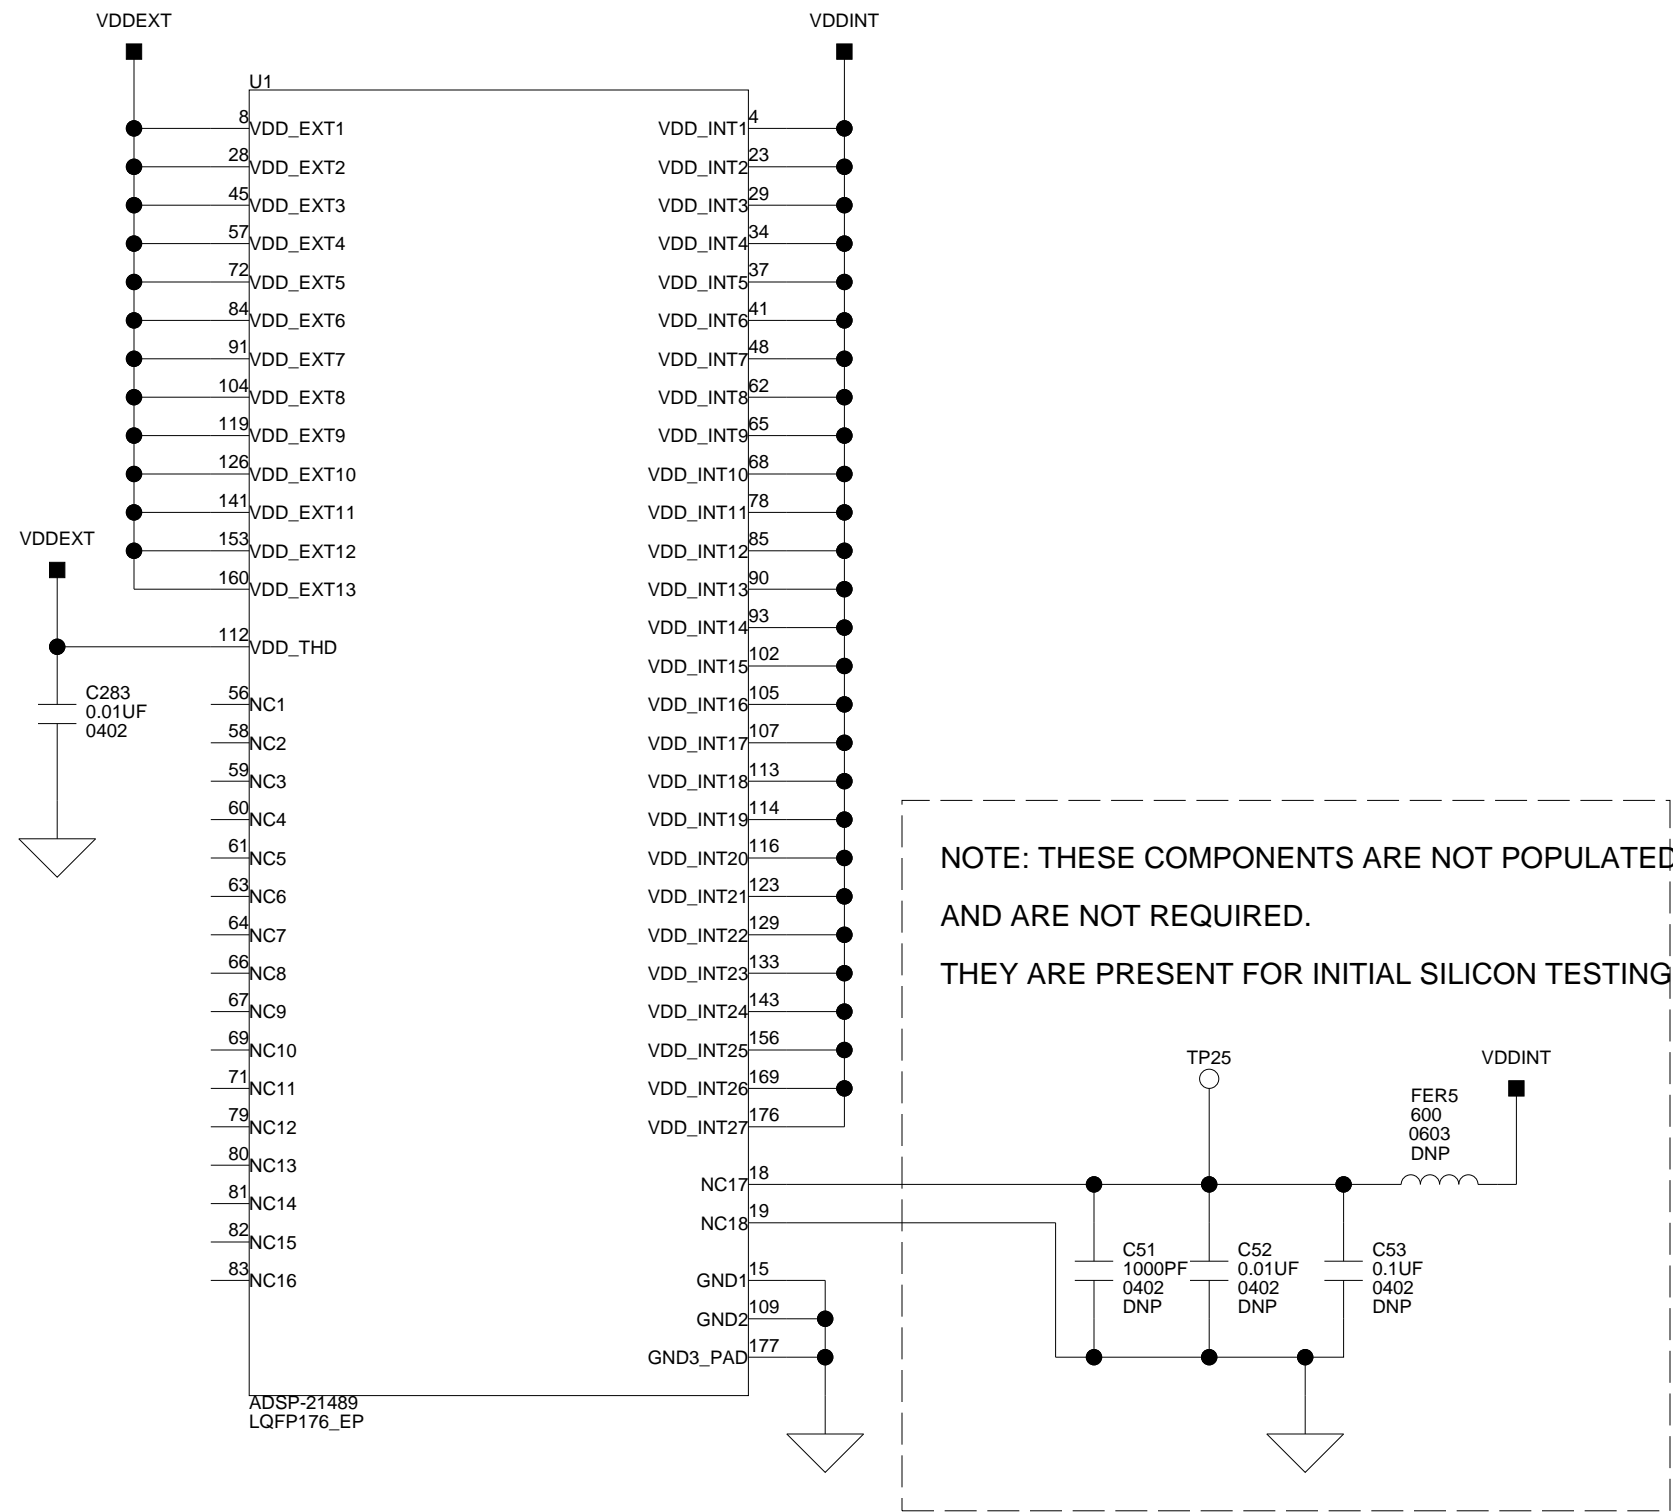 VDDEXT
VDDINT
U1
8 VDD_EXT1
28 VDD_EXT2
45 VDD_EXT3
57 VDD_EXT4
72 VDD_EXT5
84 VDD_EXT6
91 VDD_EXT7
104 VDD_EXT8
119 VDD_EXT9
126 VDD_EXT10
141 VDD_EXT11
153 VDD_EXT12
160 VDD_EXT13
VDDEXT
112 VDD_THD
C283
0.01UF
0402
56 NC1
58 NC2
59 NC3
60 NC4
61 NC5
63 NC6
64 NC7
66 NC8
67 NC9
69 NC10
71 NC11
79 NC12
80 NC13
81 NC14
82 NC15
83 NC16
VDD_INT1 4
VDD_INT2 23
VDD_INT3 29
VDD_INT4 34
VDD_INT5 37
VDD_INT6 41
VDD_INT7 48
VDD_INT8 62
VDD_INT9 65
VDD_INT10 68
VDD_INT11 78
VDD_INT12 85
VDD_INT13 90
VDD_INT14 93
VDD_INT15 102
VDD_INT16 105
VDD_INT17 107
VDD_INT18 113
VDD_INT19 114
VDD_INT20 116
VDD_INT21 123
VDD_INT22 129
VDD_INT23 133
VDD_INT24 143
VDD_INT25 156
VDD_INT26 169
VDD_INT27 176
NC17 18
NC18 19
GND1 15
GND2 109
GND3_PAD 177
ADSP-21489
LQFP176_EP
NOTE: THESE COMPONENTS ARE NOT POPULATED
AND ARE NOT REQUIRED.
THEY ARE PRESENT FOR INITIAL SILICON TESTING
TP25
VDDINT
FER5
600
0603
DNP
C51
1000PF
0402
DNP
C52
0.01UF
0402
DNP
C53
0.1UF
0402
DNP